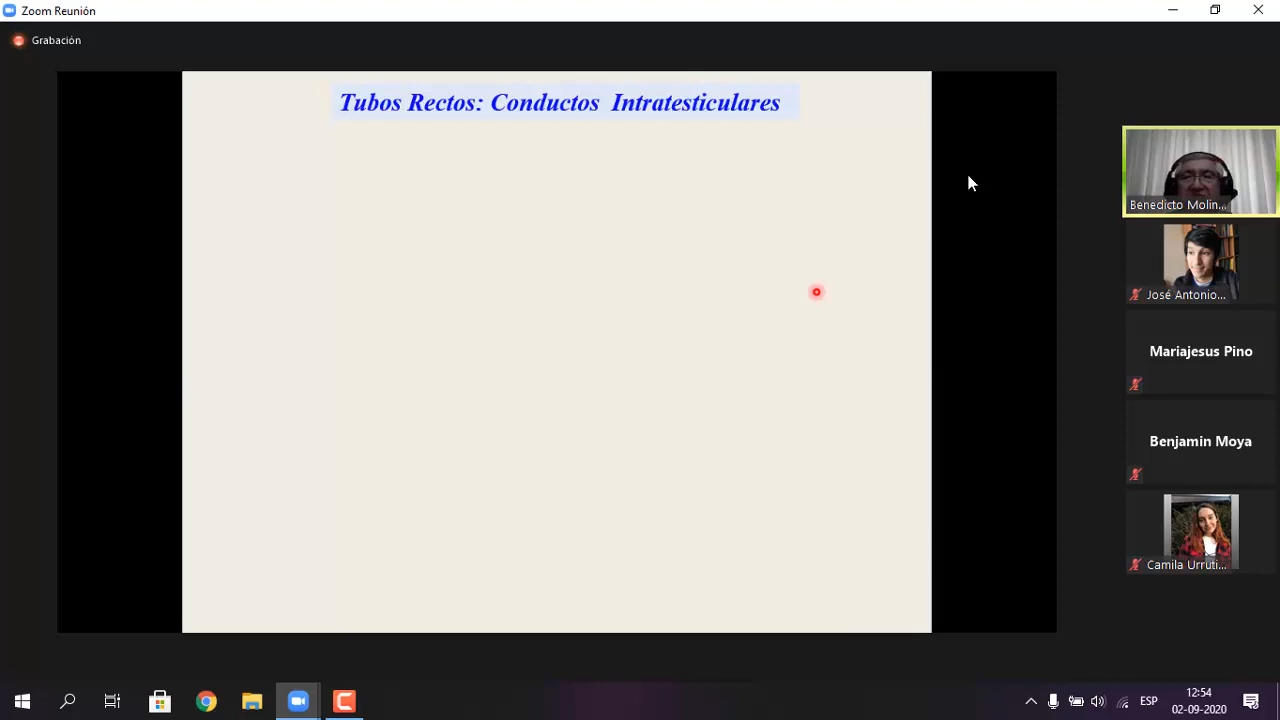 Zoom Reunión
Grabación
Tubos Rectos: Conductos Intratesticulares
Benedicto Molin...
José Antonio...
Mariajesus Pino
Benjamin Moya
Camila Urruti...
ESP
12:54
02-09-2020